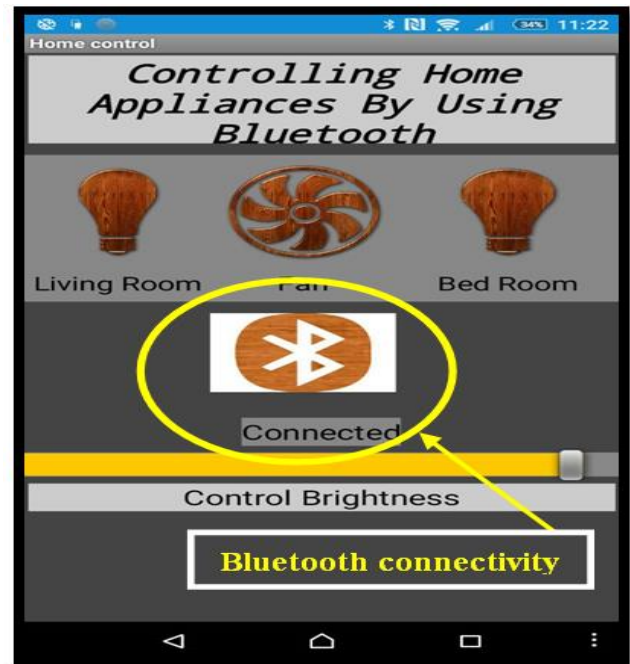 34% 11:22
Home control
Controlling Home
Appliances By Using
Bluetooth
Living Room Fan Bed Room
Connected
Control Brightness
Bluetooth connectivity